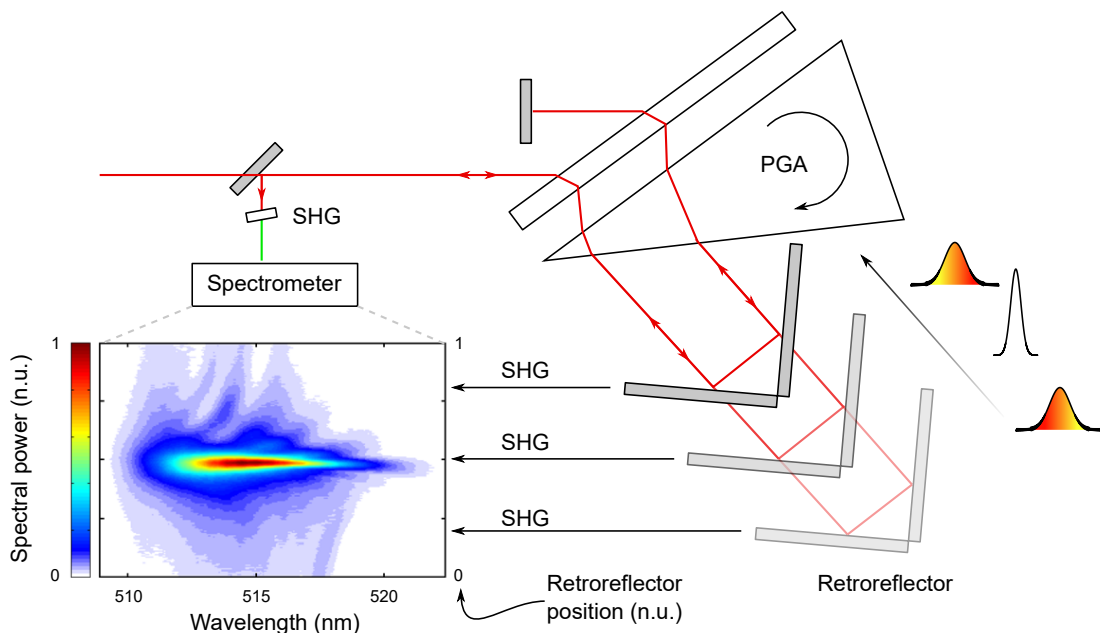 PGA
SHG
Spectrometer
SHG
SHG
SHG
Spectral power (n.u.)
1
0
1
0
510
515
520
Wavelength (nm)
Retroreflector
position (n.u.)
Retroreflector